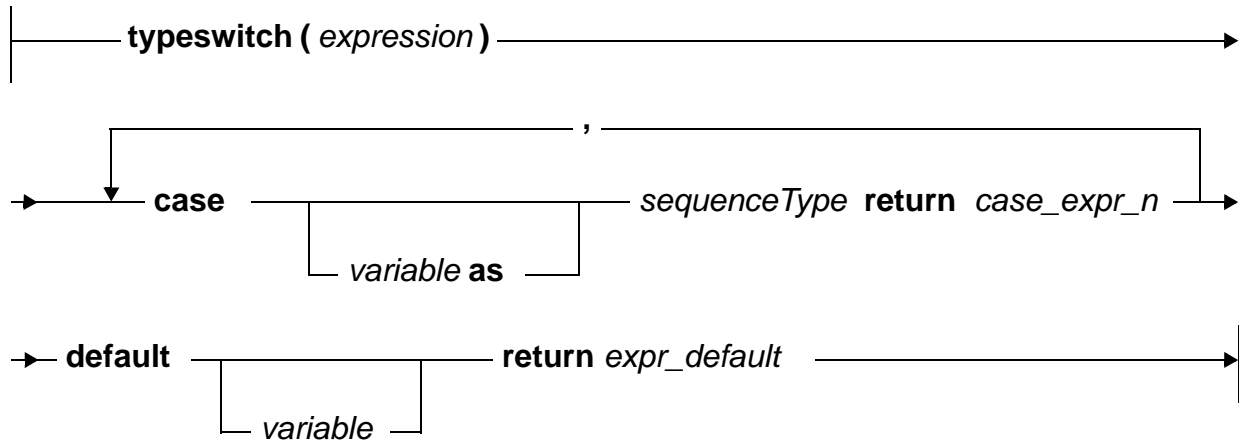 typeswitch ( expression )
,
case sequenceType return case_expr_n
variable as
default return expr_default
variable